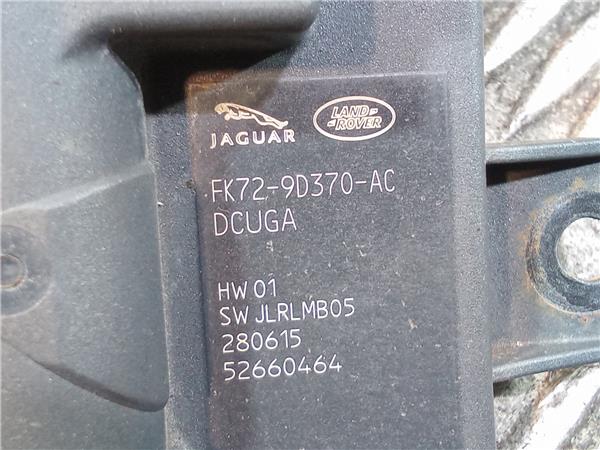 JAGUAR
LAND ROVER
FK72-9D370-AC
DCUGA
HW 01
SW JLRLMB05
280615
52660464